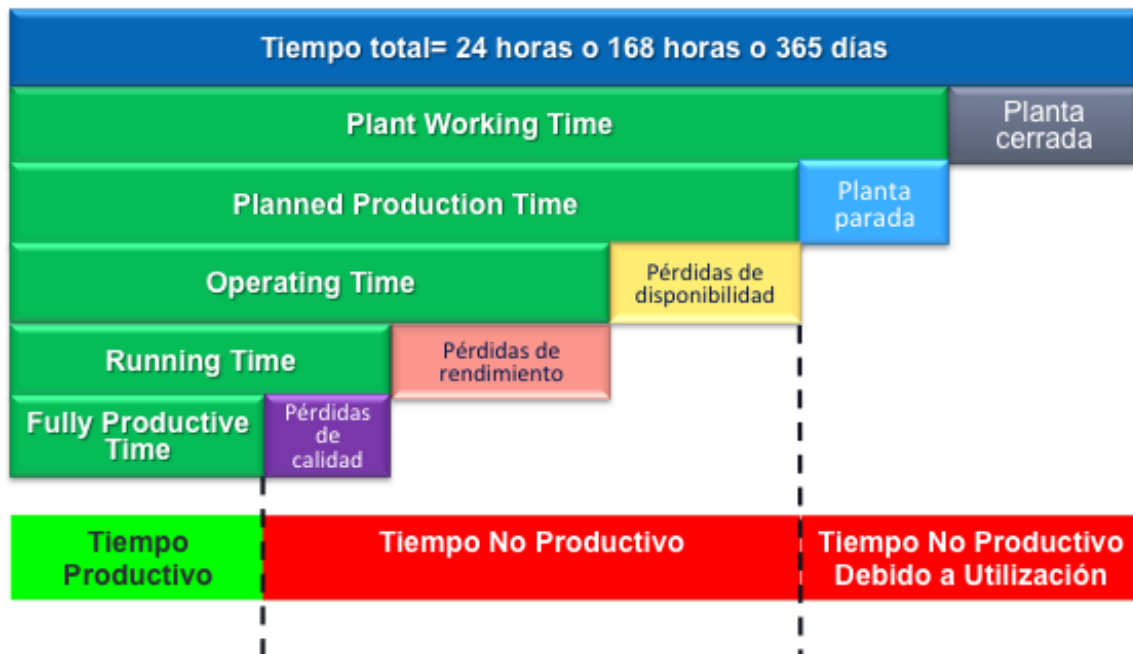 Tiempo total= 24 horas o 168 horas o 365 días
Plant Working Time
Planta
cerrada
Planned Production Time
Planta
parada
Operating Time
Pérdidas de
disponibilidad
Running Time
Pérdidas de
rendimiento
Fully Productive
Time
Pérdidas
de
calidad
Tiempo
Productivo
Tiempo No Productivo
Tiempo No Productivo
Debido a Utilización